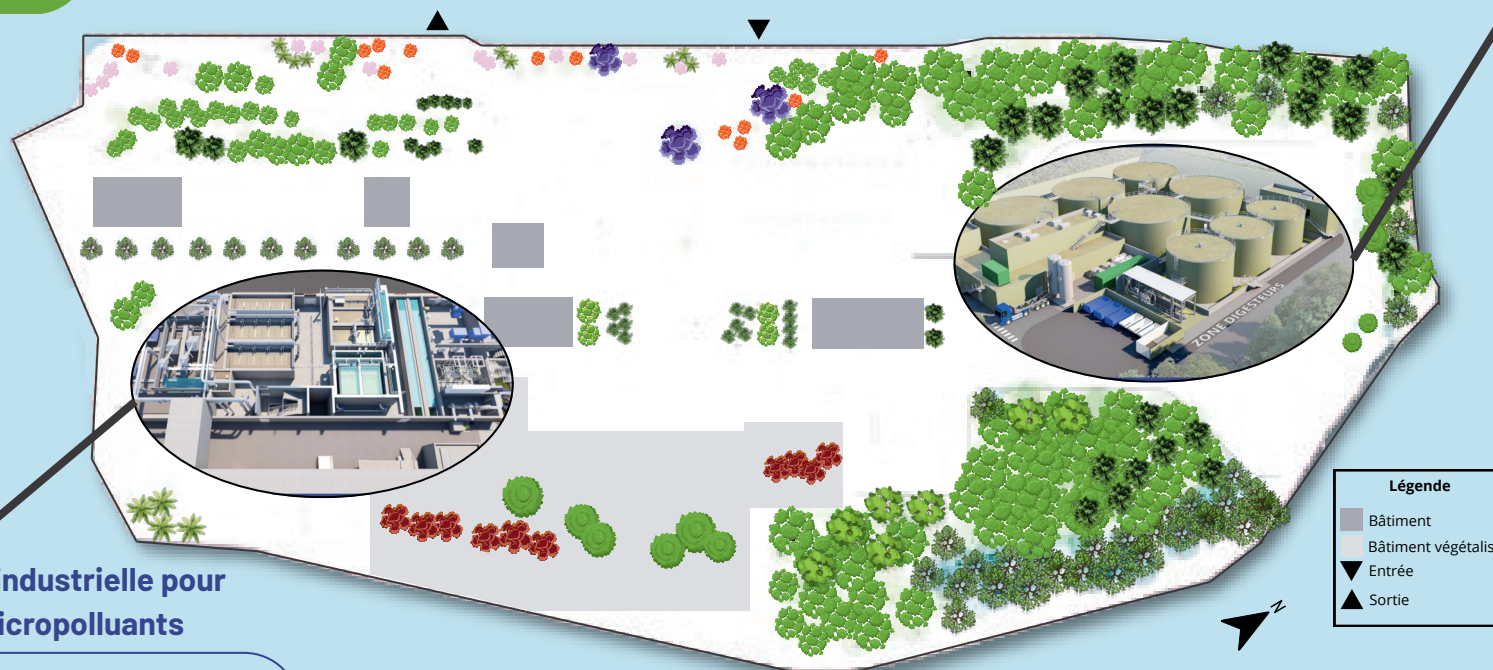 ZONE DIGESTEURS
Légende
Bâtiment
Bâtiment végétalis
Entrée
Sortie
N
industrielle pour
icropolluants